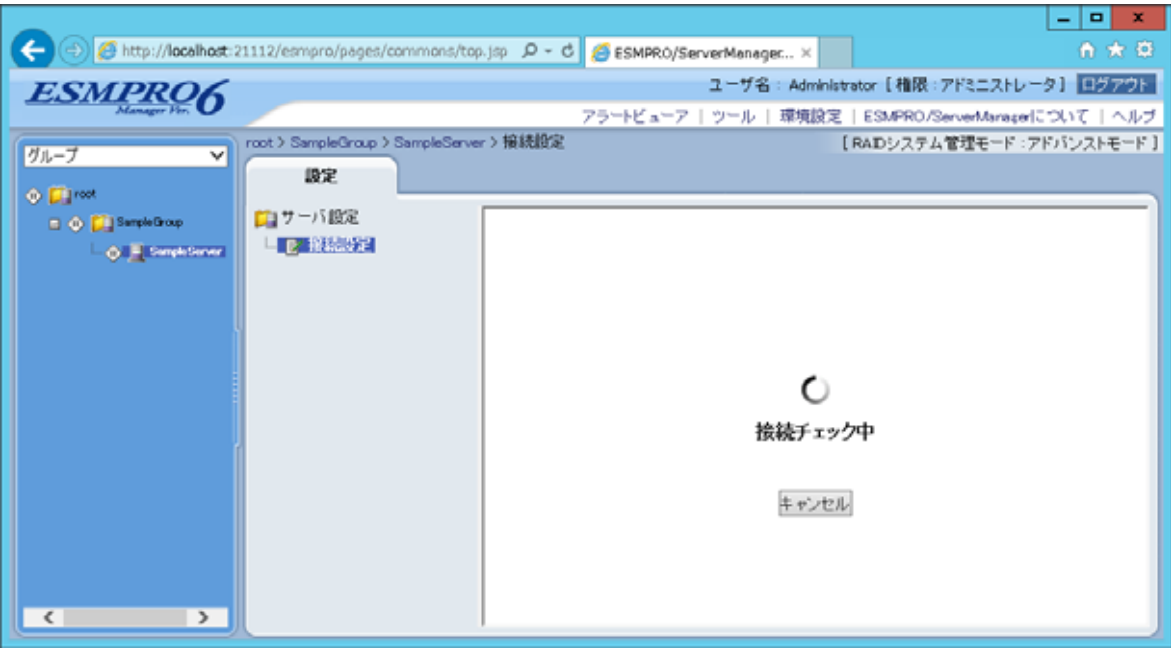 http://localhost:21112/esmpro/pages/commons/top.jsp
ESMPRO/ServerManager... ×
ESMPRO6
Manager Ver.
ユーザ名 : Administrator [ 権限 : アドミニストレータ ] ログアウト
アラートビューア | ツール | 環境設定 | ESMPRO/ServerManagerについて | ヘルプ
グループ
root > SampleGroup > SampleServer > 接続設定
[ RAIDシステム管理モード : アドバンストモード ]
設定
root
SampleGroup
SampleServer
サーバ設定
接続設定
接続チェック中
キャンセル